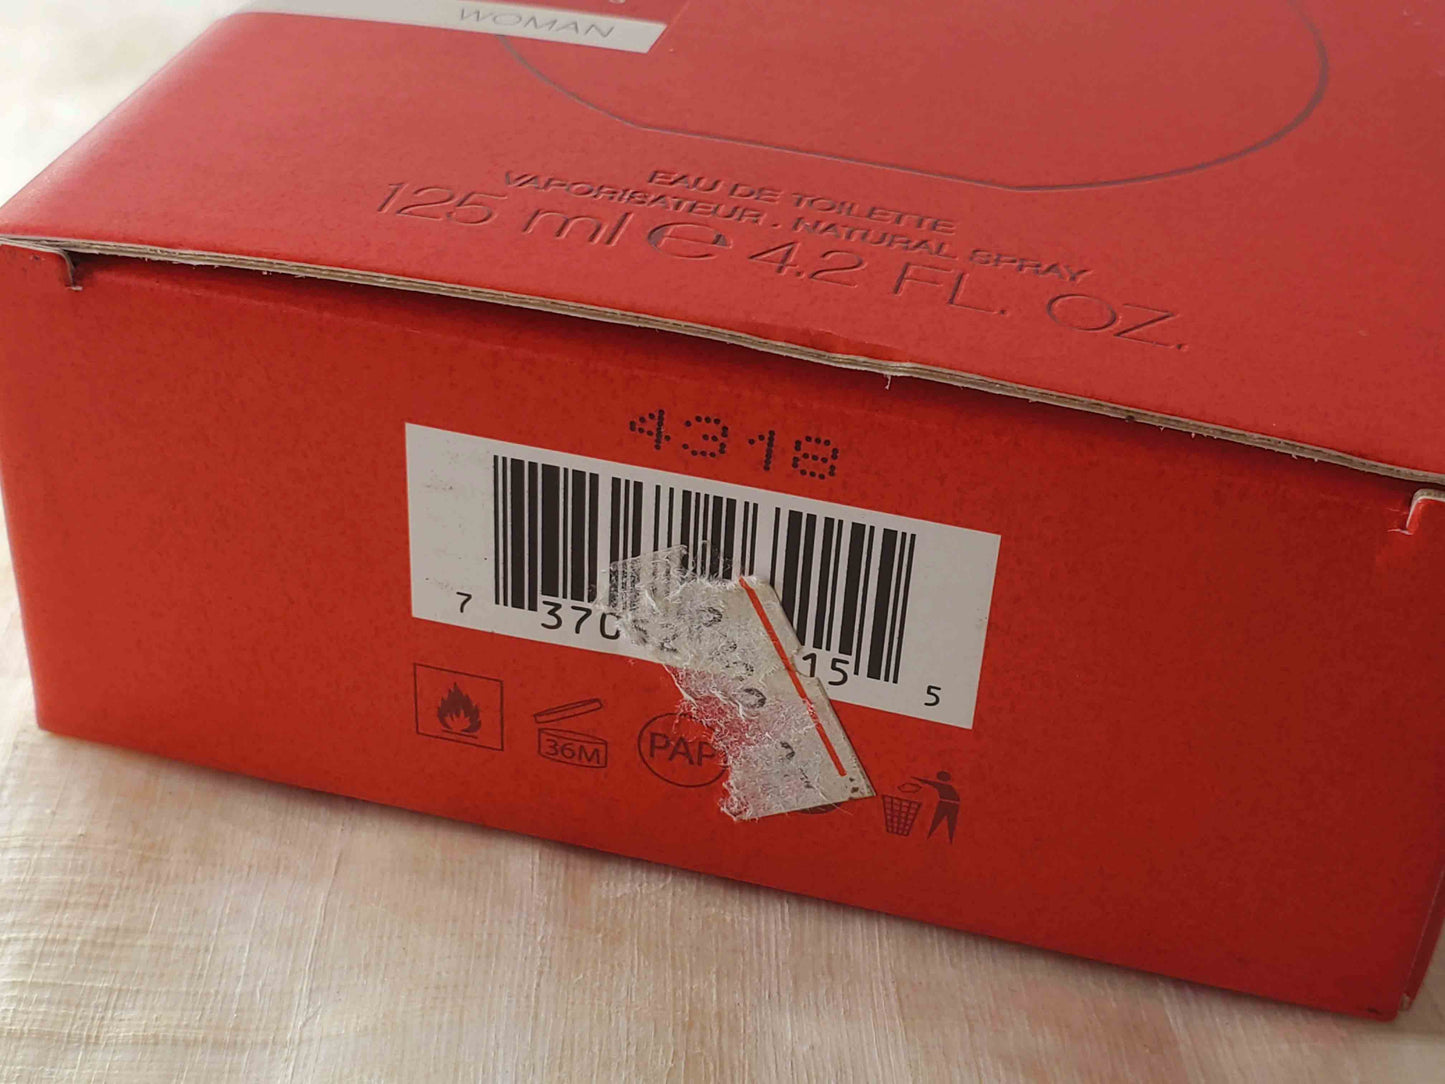 WOMAN
EAU DE TOILETTE
VAPORISATEUR . NATURAL SPRAY
125 ml ℮ 4.2 FL. OZ.
4318
7 15 5
36M
PAP